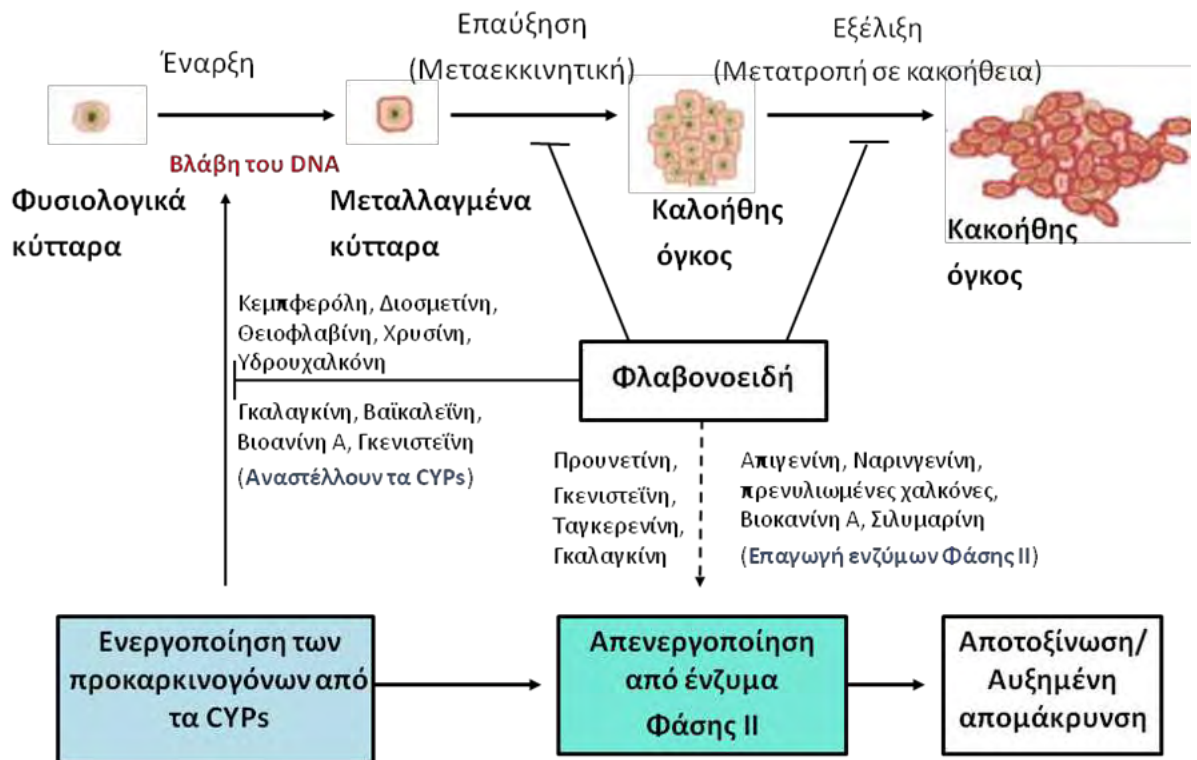 Έναρξη
Επαύξηση
(Μεταεκκινητική)
Εξέλιξη
(Μετατροπή σε κακοήθεια)
Βλάβη του DNA
Φυσιολογικά
κύτταρα
Μεταλλαγμένα
κύτταρα
Καλοήθης
όγκος
Κακοήθης
όγκος
Κεμπφερόλη, Διοσμετίνη,
Θειοφλαβίνη, Χρυσίνη,
Υδρουχαλκόνη
Φλαβονοειδή
Γκαλαγκίνη, Βαϊκαλεΐνη,
Βιοανίνη Α, Γκενιστεΐνη
(Αναστέλλουν τα CYPs)
Προυνετίνη,
Γκενιστεΐνη,
Ταγκερενίνη,
Γκαλαγκίνη
Απιγενίνη, Ναρινγενίνη,
πρενυλιωμένες χαλκόνες,
Βιοκανίνη Α, Σιλυμαρίνη
(Επαγωγή ενζύμων Φάσης ΙΙ)
Ενεργοποίηση των
προκαρκινογόνων από
τα CYPs
Απενεργοποίηση
από ένζυμα
Φάσης ΙΙ
Αποτοξίνωση/
Αυξημένη
απομάκρυνση